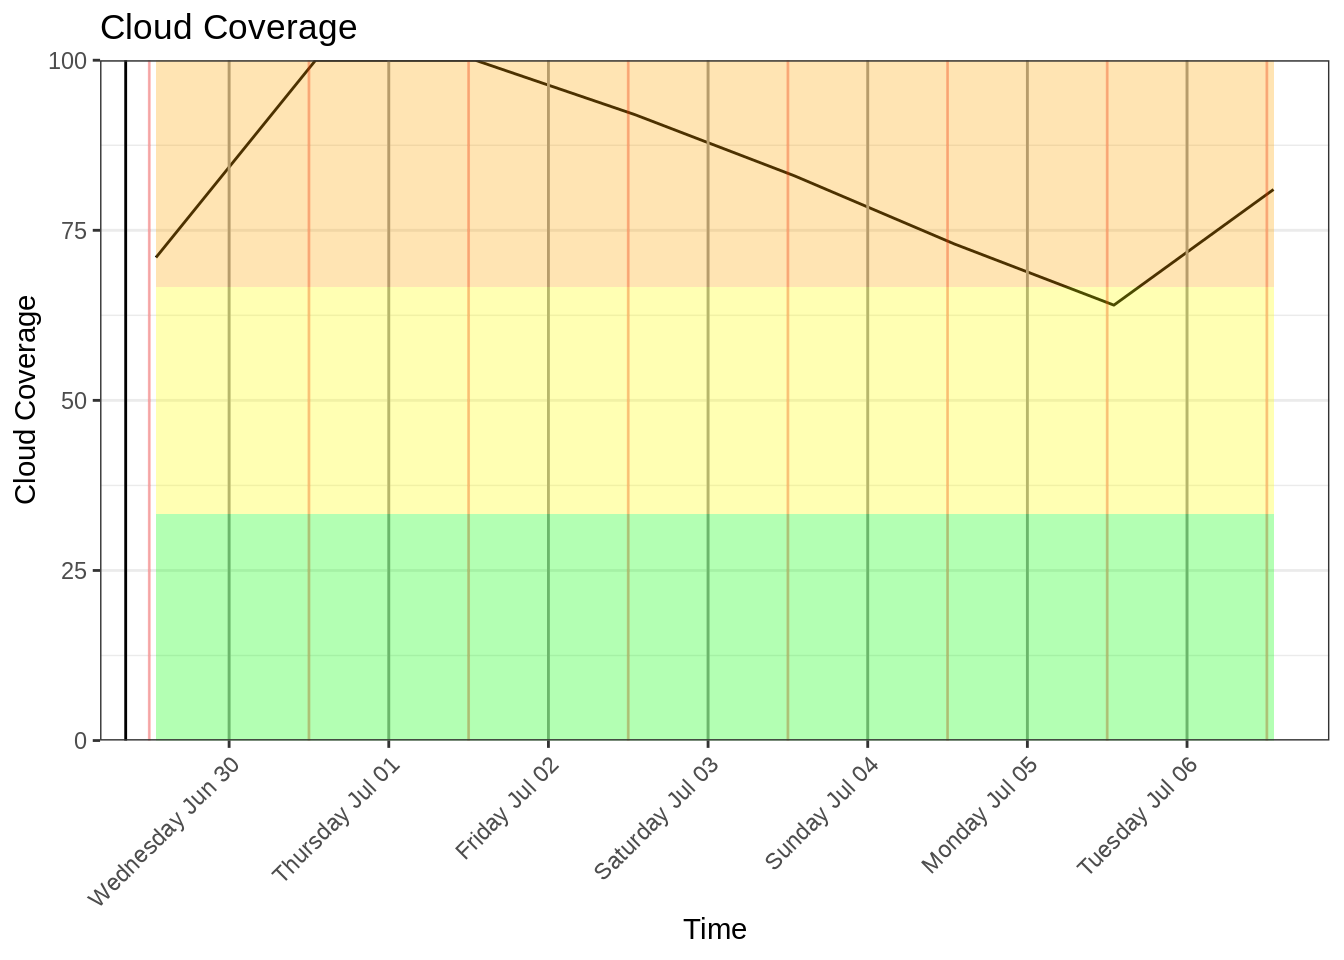 Cloud Coverage
100
75
50
25
0
Cloud Coverage
Wednesday Jun 30
Thursday Jul 01
Friday Jul 02
Saturday Jul 03
Sunday Jul 04
Monday Jul 05
Tuesday Jul 06
Time